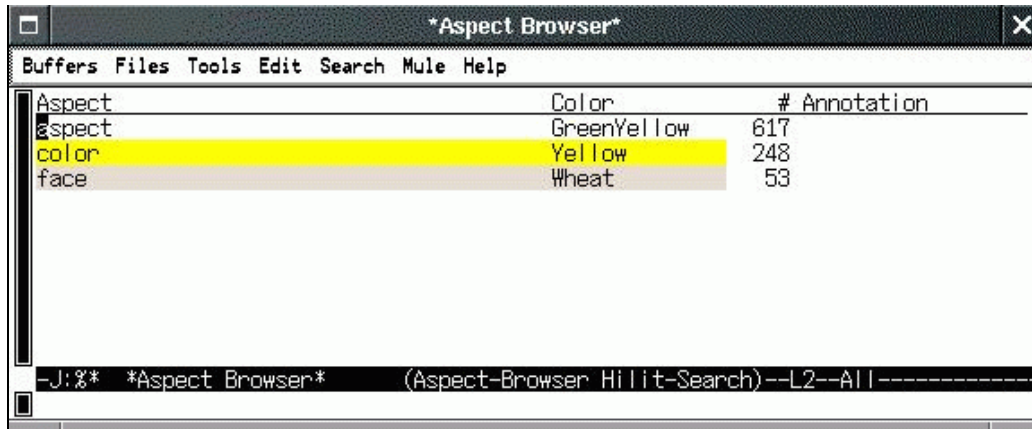 *Aspect Browser*
Buffers Files Tools Edit Search Mule Help
Aspect Color # Annotation
aspect GreenYellow 617
color Yellow 248
face Wheat 53
-J:%* *Aspect Browser* (Aspect-Browser Hilit-Search)--L2--All------------